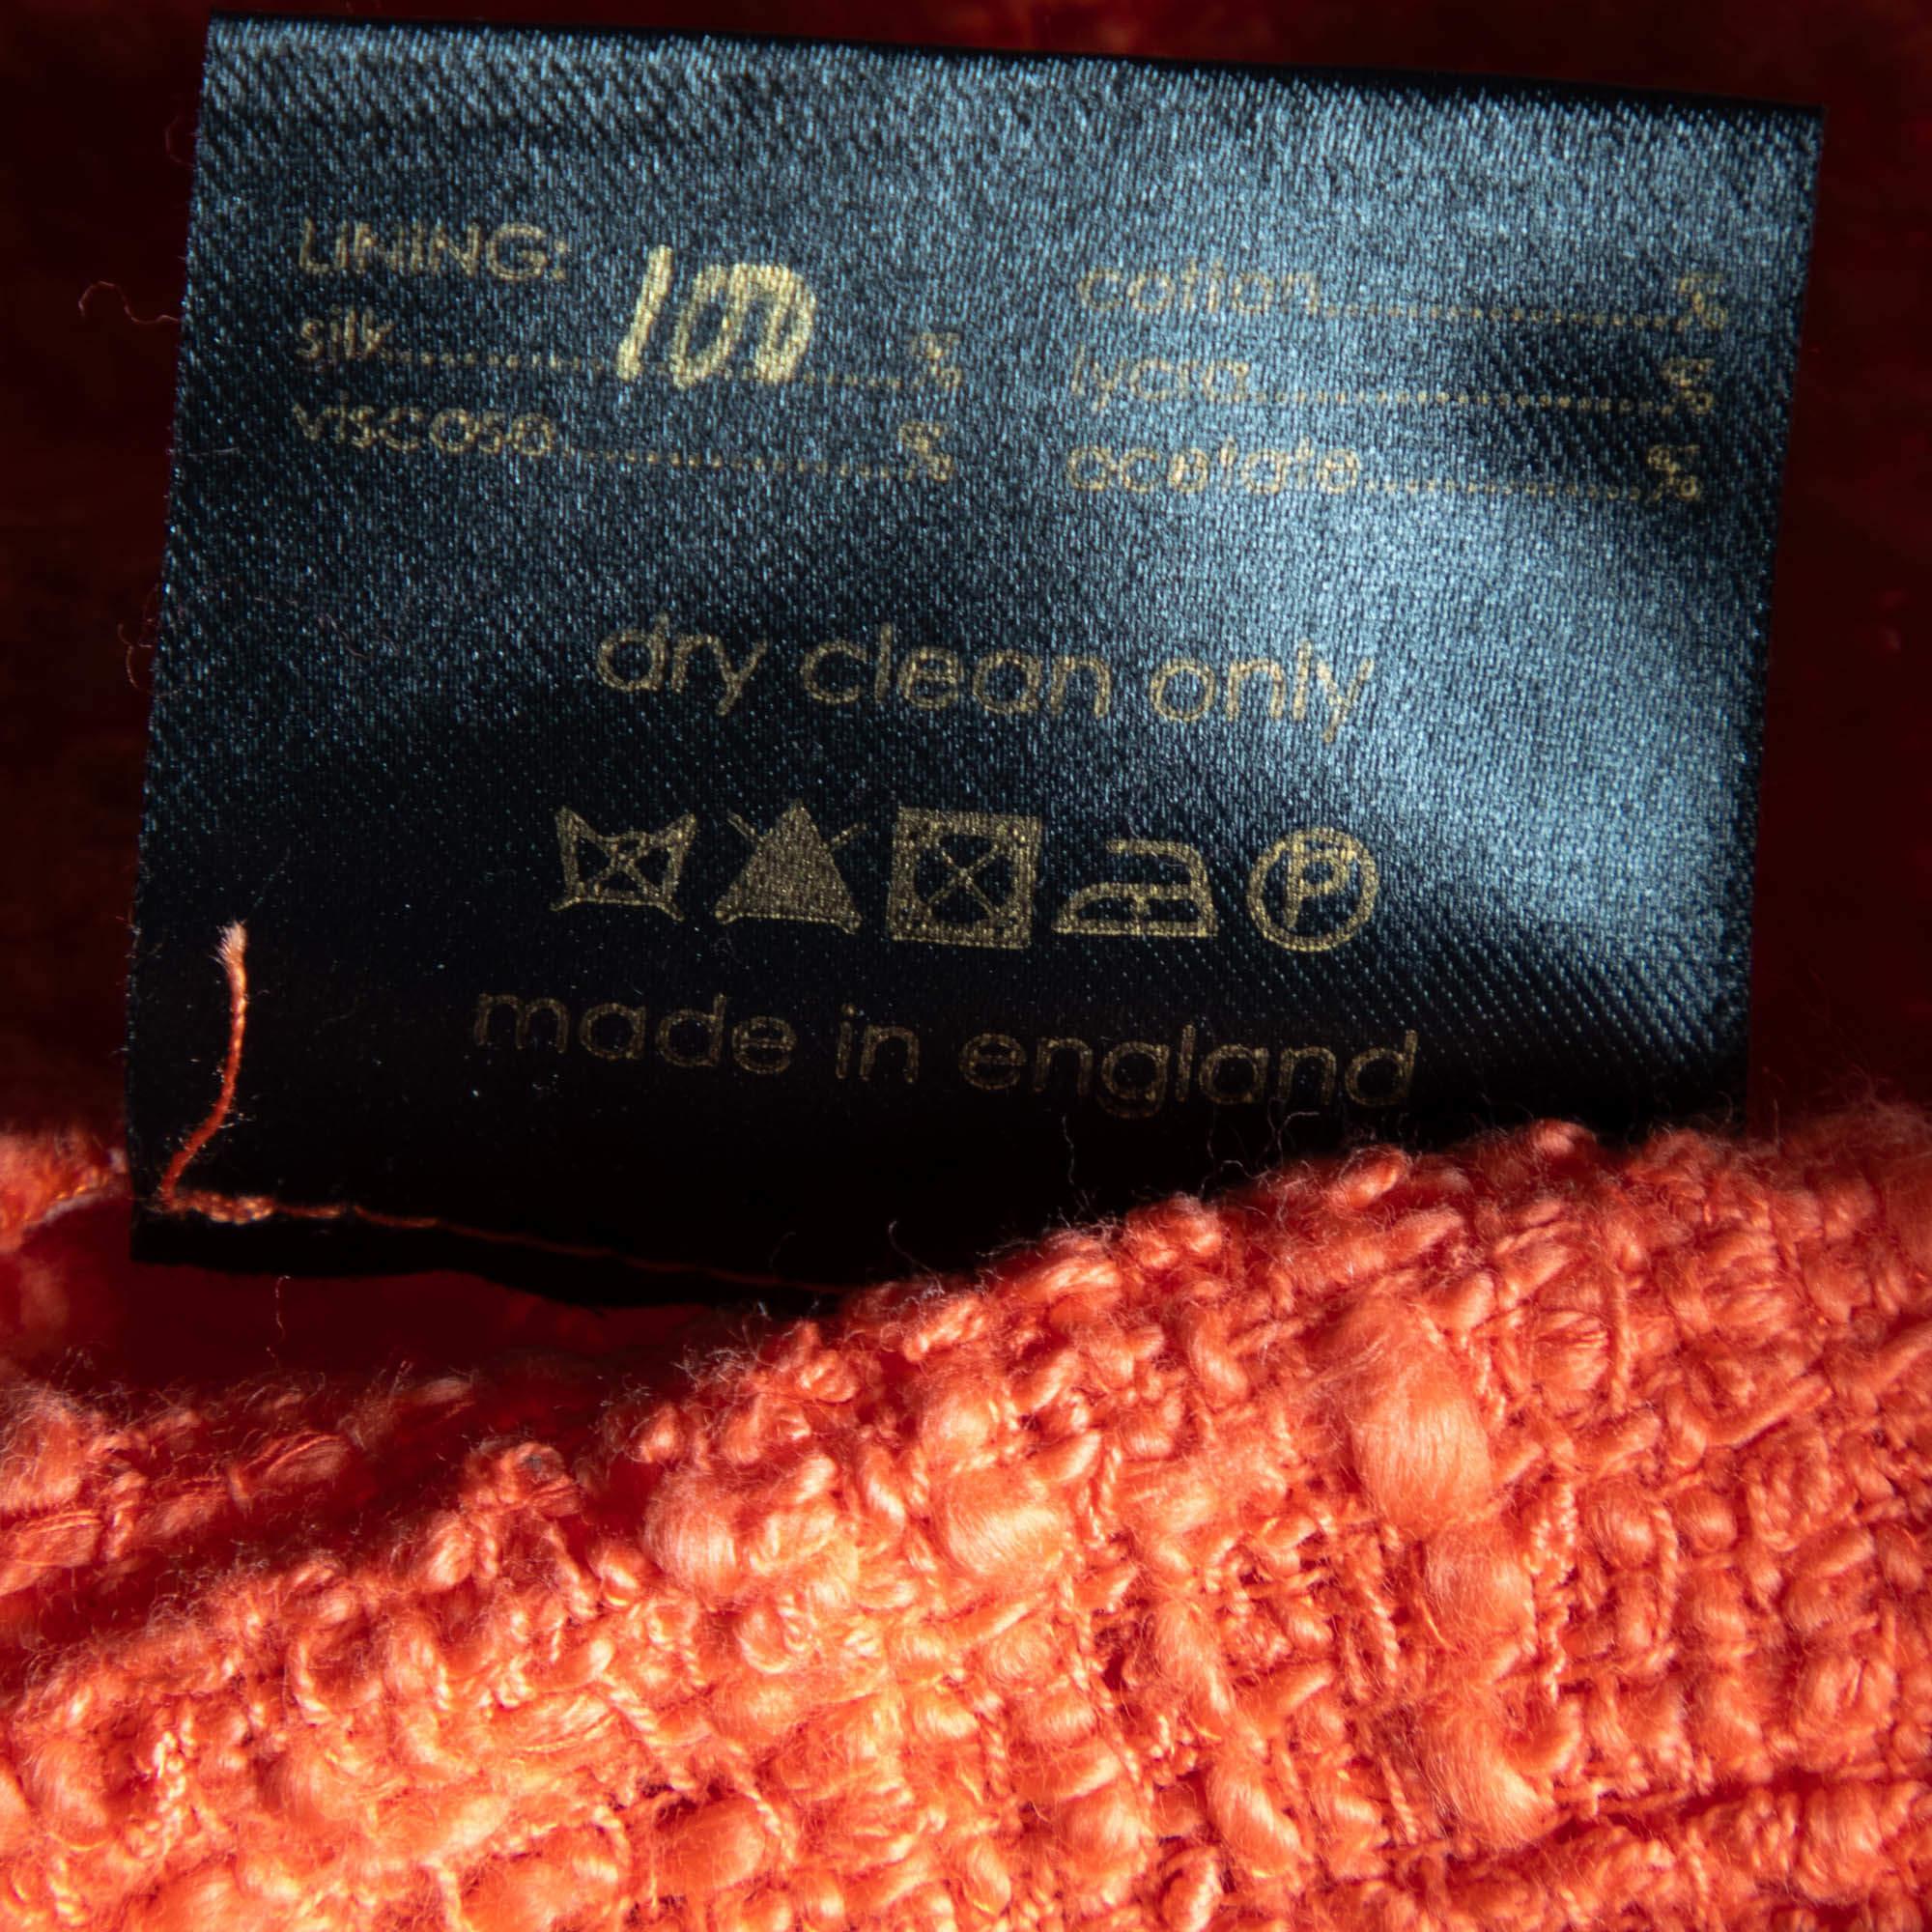 LINING:
silk 100 %
viscose %
cotton %
lycra %
acetate %
dry clean only
P
made in england